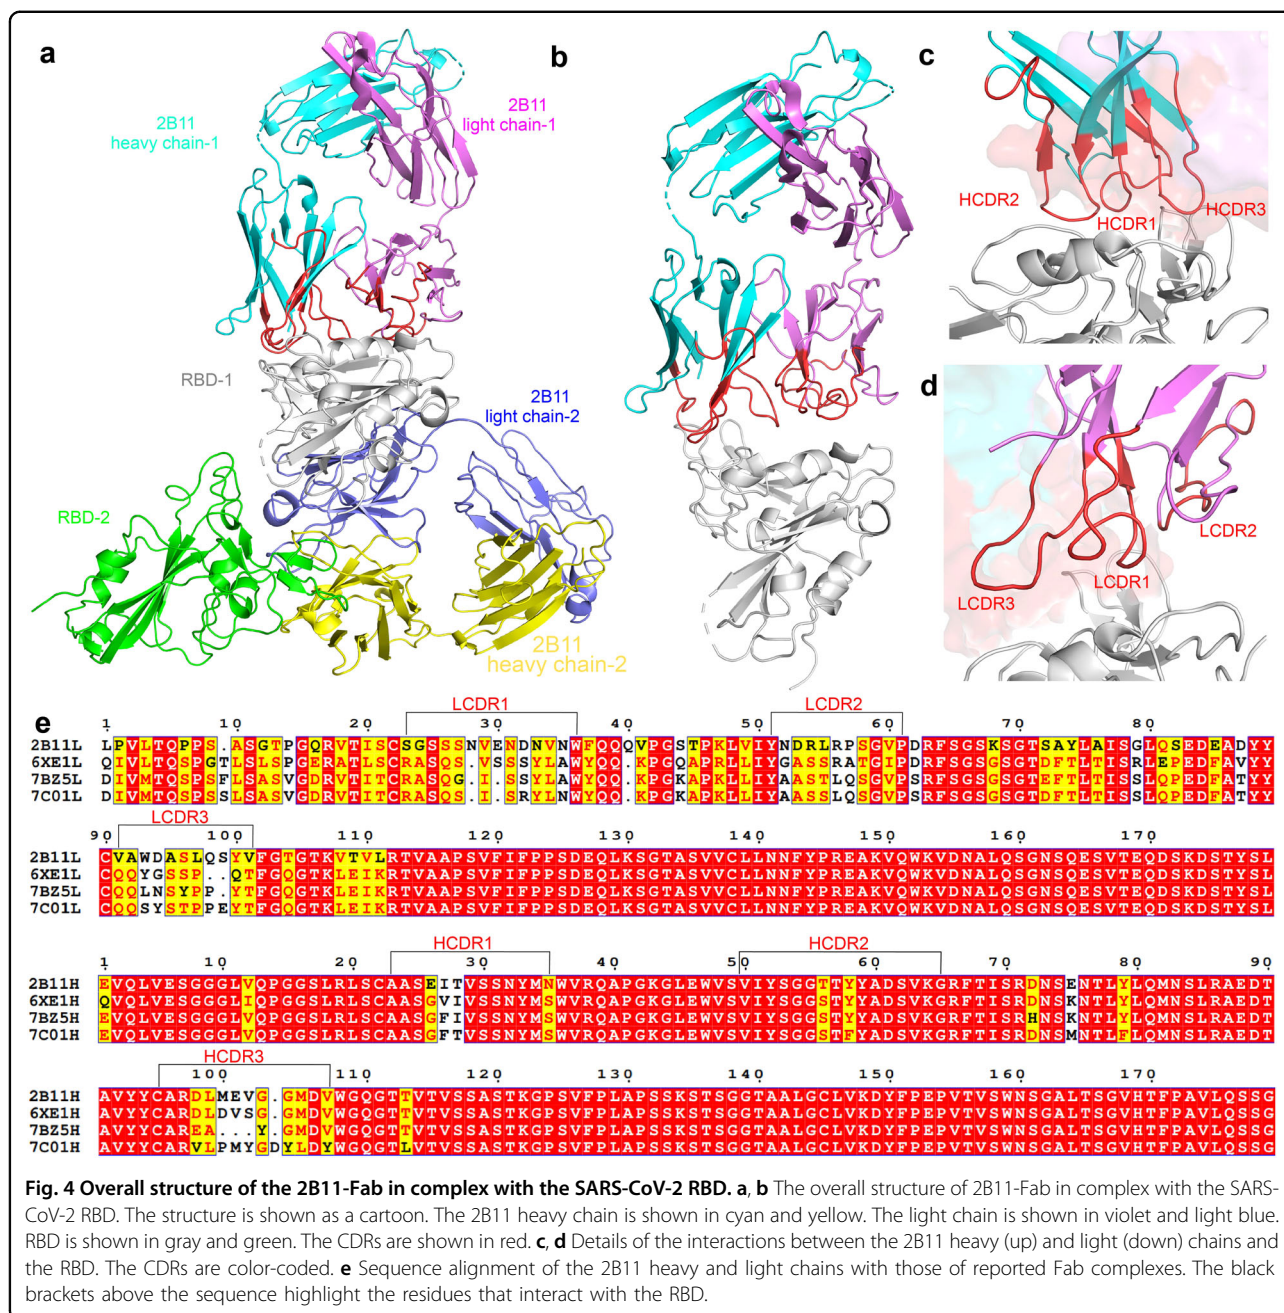 a
2B11
heavy chain-1
2B11
light chain-1
RBD-1
2B11
light chain-2
RBD-2
2B11
heavy chain-2
b
c
HCDR2
HCDR1
HCDR3
d
LCDR3
LCDR1
LCDR2
e
LCDR1 LCDR2
1 10 20 30 40 50 60 70 80
2B11L LPVLTQPPS.ASGTPGQRVTISCSGSSSNVENDNVNWFQQQVPGSTPKLVIYNDRLRPSGVPDRFSGSKSGTSAYLAISGLQSEDEADYY
6XE1L QIVLTQSPGTLSLSPGERATLSCRASQS.VSSSYLAWYQQ.KPGQAPRLLIYGASSRATGIPDRFSGSGSGTDFTLTISRLEPEDFAVYY
7BZ5L DIVMTQSPSFLSASVGDRVTITCRASQG.I.SSYLAWYQQ.KPGKAPKLLIYAASTLQSGVPSRFSGSGSGTEFTLTISSLQPEDFATYY
7C01L DIVMTQSPSSLSASVGDRVTITCRASQS.I.SRYLNWYQQ.KPGKAPKLLIYAASSLQSGVPSRFSGSGSGTDFTLTISSLQPEDFATYY
LCDR3
90 100 110 120 130 140 150 160 170
2B11L CVAWDASLQSYVFGTGTKVTVLRTVAAPSVFIFPPSDEQLKSGTASVVCLLNNFYPREAKVQWKVDNALQSGNSQESVTEQDSKDSTYSL
6XE1L CQQYGSSP..QTFGQGTKLEIKRTVAAPSVFIFPPSDEQLKSGTASVVCLLNNFYPREAKVQWKVDNALQSGNSQESVTEQDSKDSTYSL
7BZ5L CQQLNSYPP.YTFGQGTKLEIKRTVAAPSVFIFPPSDEQLKSGTASVVCLLNNFYPREAKVQWKVDNALQSGNSQESVTEQDSKDSTYSL
7C01L CQQSYSTPPEYTFGQGTKLEIKRTVAAPSVFIFPPSDEQLKSGTASVVCLLNNFYPREAKVQWKVDNALQSGNSQESVTEQDSKDSTYSL
HCDR1 HCDR2
1 10 20 30 40 50 60 70 80 90
2B11H EVQLVESGGGLVQPGGSLRLSCAASEITVSSNYMNWVRQAPGKGLEWVSVIYSGGTTYYADSVKGRFTISRDNSENTLYLQMNSLRAEDT
6XE1H QVQLVESGGGLIQPGGSLRLSCAASGVIVSSNYMSWVRQAPGKGLEWVSVIYSGGSTYYADSVKGRFTISRDNSKNTLYLQMNSLRAEDT
7BZ5H EVQLVESGGGLVQPGGSLRLSCAASGFIVSSNYMSWVRQAPGKGLEWVSVIYSGGSTYYADSVKGRFTISRHNSKNTLYLQMNSLRAEDT
7C01H EVQLVESGGGLVQPGGSLRLSCAASGFTVSSNYMSWVRQAPGKGLEWVSVIYSGGSTFYADSVKGRFTISRDNSMNTLFLQMNSLRAEDT
HCDR3
100 110 120 130 140 150 160 170
2B11H AVYYCARDLMEVG.GMDVWGQGTTVTVSSASTKGPSVFPLAPSSKSTSGGTAALGCLVKDYFPEPVTVSWNSGALTSGVHTFPAVLQSSG
6XE1H AVYYCARDLDVSG.GMDVWGQGTTVTVSSASTKGPSVFPLAPSSKSTSGGTAALGCLVKDYFPEPVTVSWNSGALTSGVHTFPAVLQSSG
7BZ5H AVYYCAREA...Y.GMDVWGQGTTVTVSSASTKGPSVFPLAPSSKSTSGGTAALGCLVKDYFPEPVTVSWNSGALTSGVHTFPAVLQSSG
7C01H AVYYCARVLPMYGDYLDYWGQGTLVTVSSASTKGPSVFPLAPSSKSTSGGTAALGCLVKDYFPEPVTVSWNSGALTSGVHTFPAVLQSSG
Fig. 4 Overall structure of the 2B11-Fab in complex with the SARS-CoV-2 RBD. a, b The overall structure of 2B11-Fab in complex with the SARS-
CoV-2 RBD. The structure is shown as a cartoon. The 2B11 heavy chain is shown in cyan and yellow. The light chain is shown in violet and light blue.
RBD is shown in gray and green. The CDRs are shown in red. c, d Details of the interactions between the 2B11 heavy (up) and light (down) chains and
the RBD. The CDRs are color-coded. e Sequence alignment of the 2B11 heavy and light chains with those of reported Fab complexes. The black
brackets above the sequence highlight the residues that interact with the RBD.